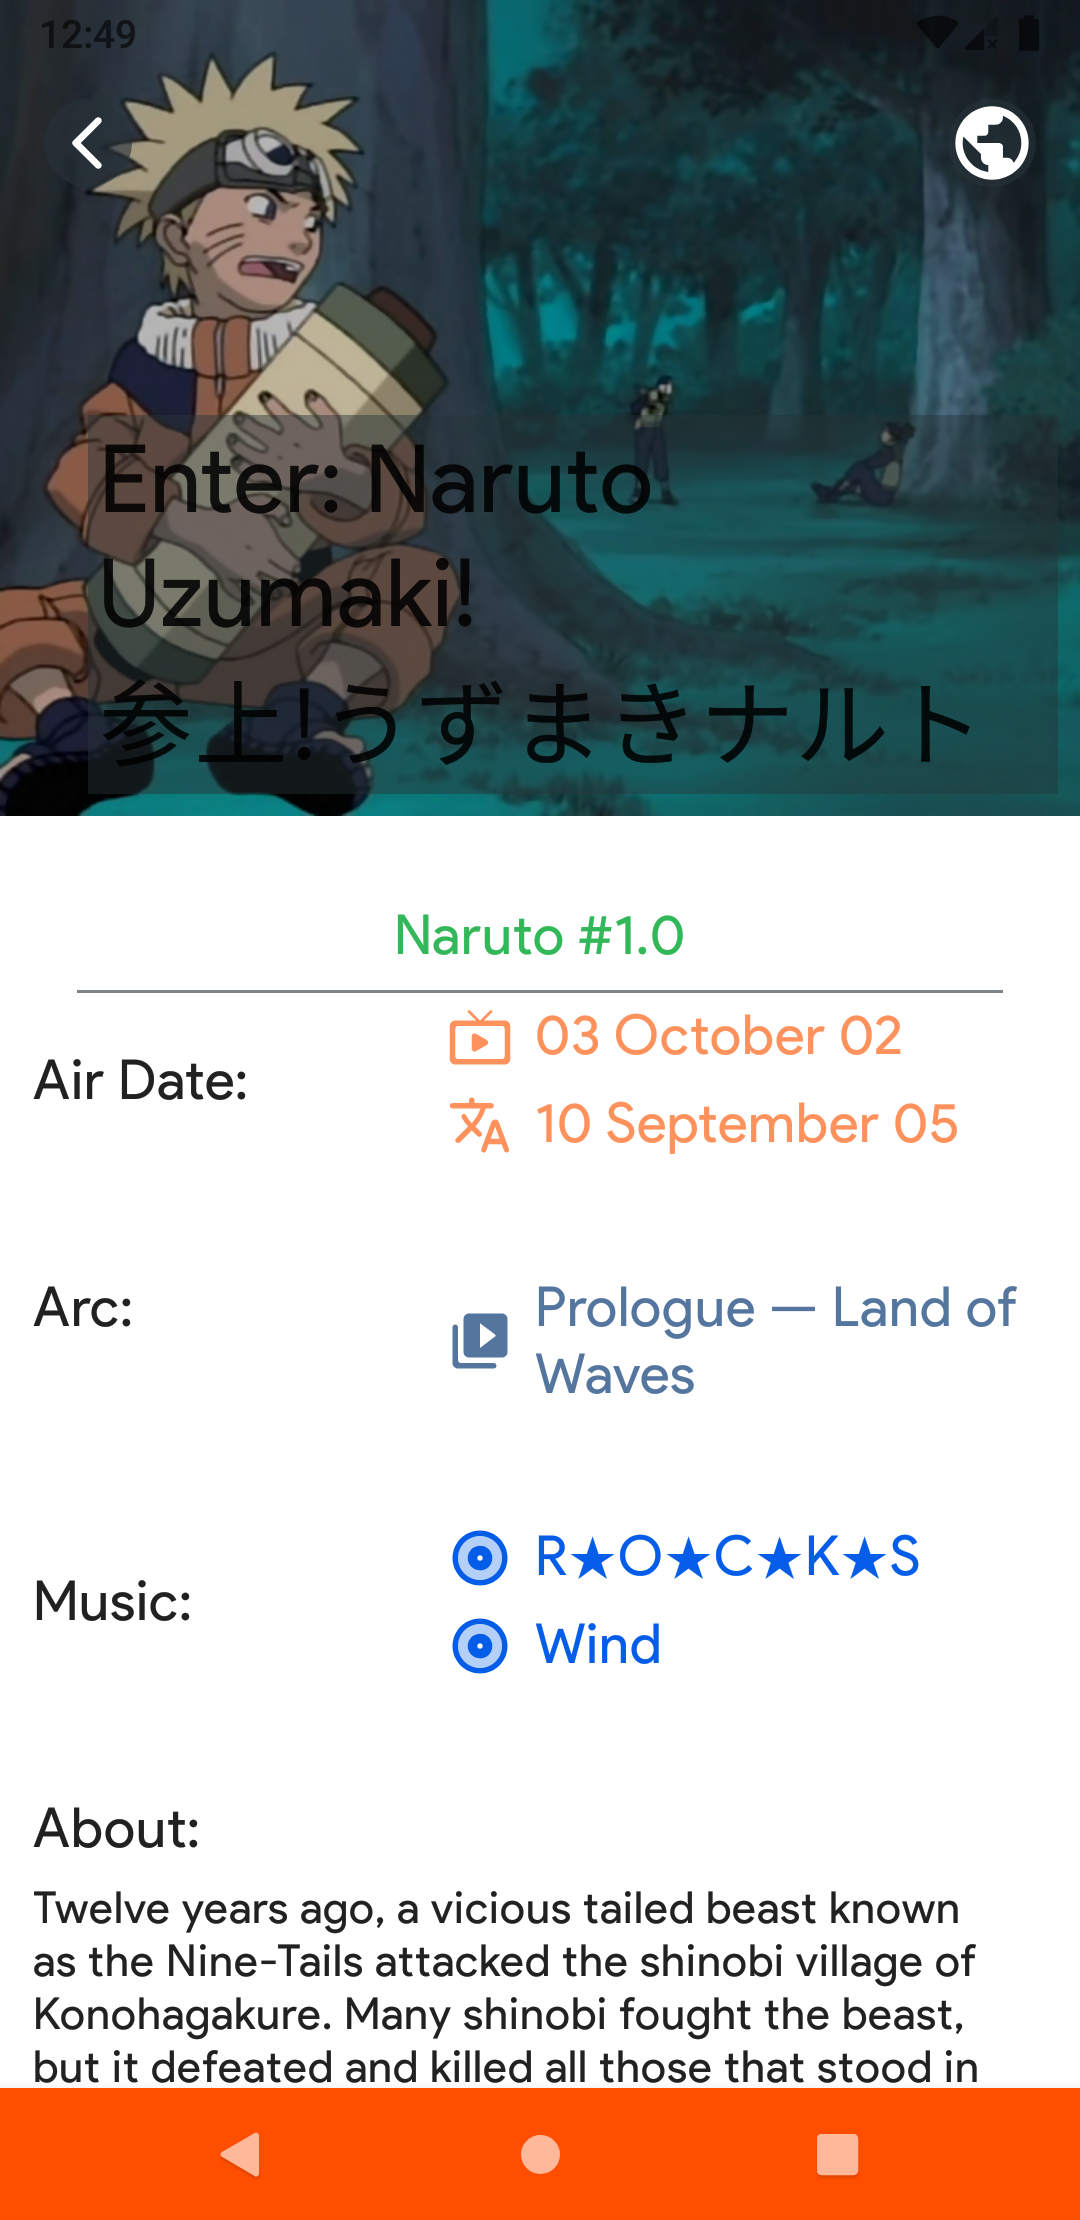 12:49
Enter: Naruto
Uzumaki!
参上!うずまきナルト
Naruto #1.0
Air Date:
03 October 02
10 September 05
Arc:
Prologue — Land of
Waves
Music:
R★O★C★K★S
Wind
About:
Twelve years ago, a vicious tailed beast known
as the Nine-Tails attacked the shinobi village of
Konohagakure. Many shinobi fought the beast,
but it defeated and killed all those that stood in